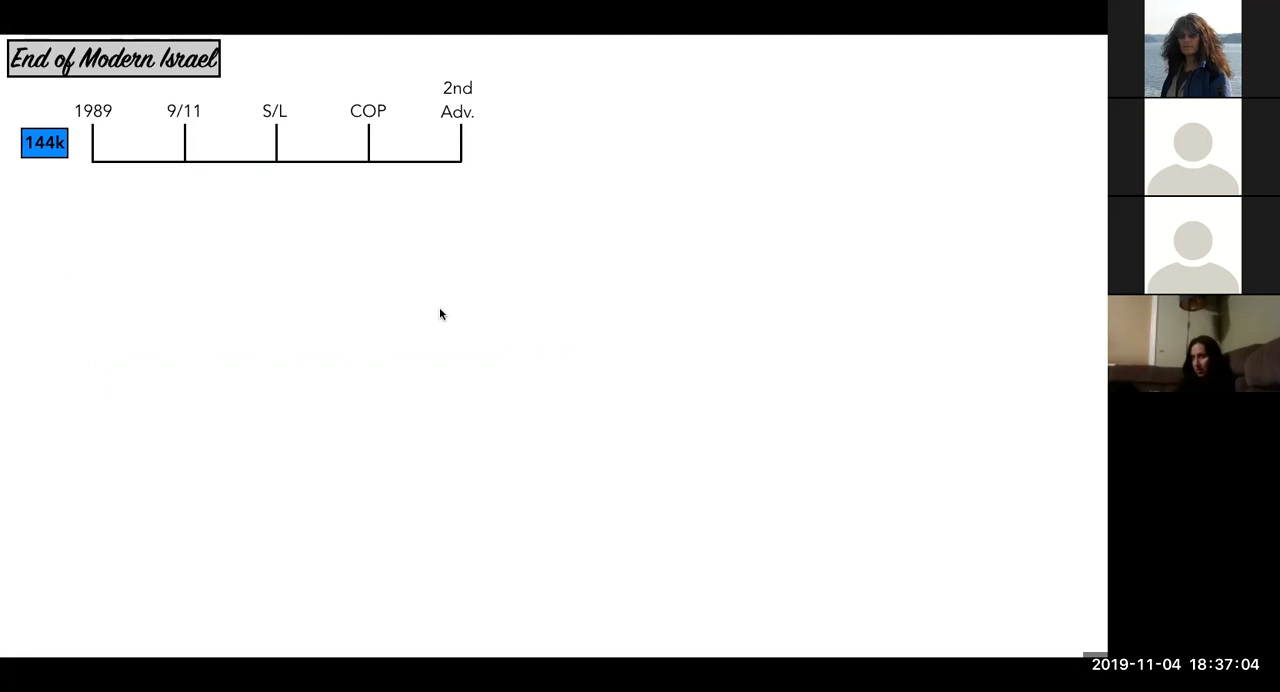 End of Modern Israel
2nd
1989 9/11 S/L COP Adv.
144k
2019-11-04 18:37:04